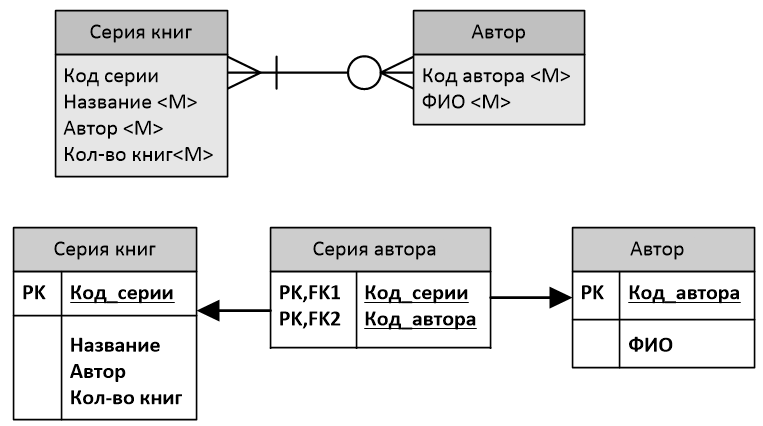 Серия книг
Код серии
Название <M>
Автор <M>
Кол-во книг<M>
Автор
Код автора <M>
ФИО <M>
Серия книг
PK Код_серии
Название
Автор
Кол-во книг
Серия автора
PK,FK1 Код_серии
PK,FK2 Код_автора
Автор
PK Код_автора
ФИО